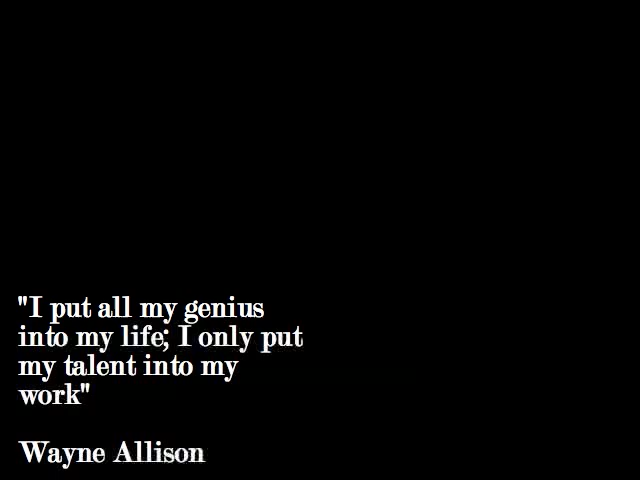 "I put all my genius
into my life; I only put
my talent into my
work"
Wayne Allison